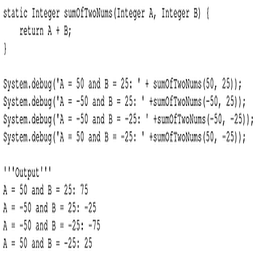 static Integer sumOfTwoNums(Integer A, Integer B) {
return A + B;
}
System.debug('A = 50 and B = 25: ' + sumOfTwoNums(50, 25));
System.debug('A = -50 and B = 25: ' +sumOfTwoNums(-50, 25));
System.debug('A = -50 and B = -25: ' +sumOfTwoNums(-50, -25));
System.debug('A = 50 and B = -25: ' +sumOfTwoNums(50, -25));
'''Output'''
A = 50 and B = 25: 75
A = -50 and B = 25: -25
A = -50 and B = -25: -75
A = 50 and B = -25: 25